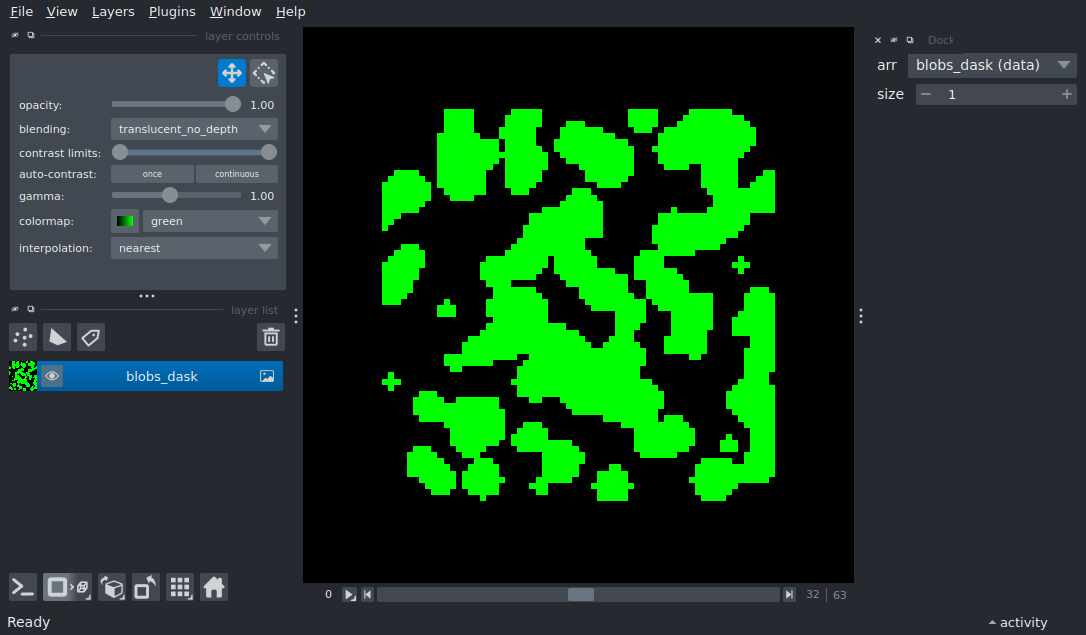 File View Layers Plugins Window Help
layer controls
opacity: 1.00
blending: translucent_no_depth
contrast limits:
auto-contrast: once continuous
gamma: 1.00
colormap: green
interpolation: nearest
layer list
blobs_dask
Dock
arr blobs_dask (data)
size 1
0 32 63
Ready
activity